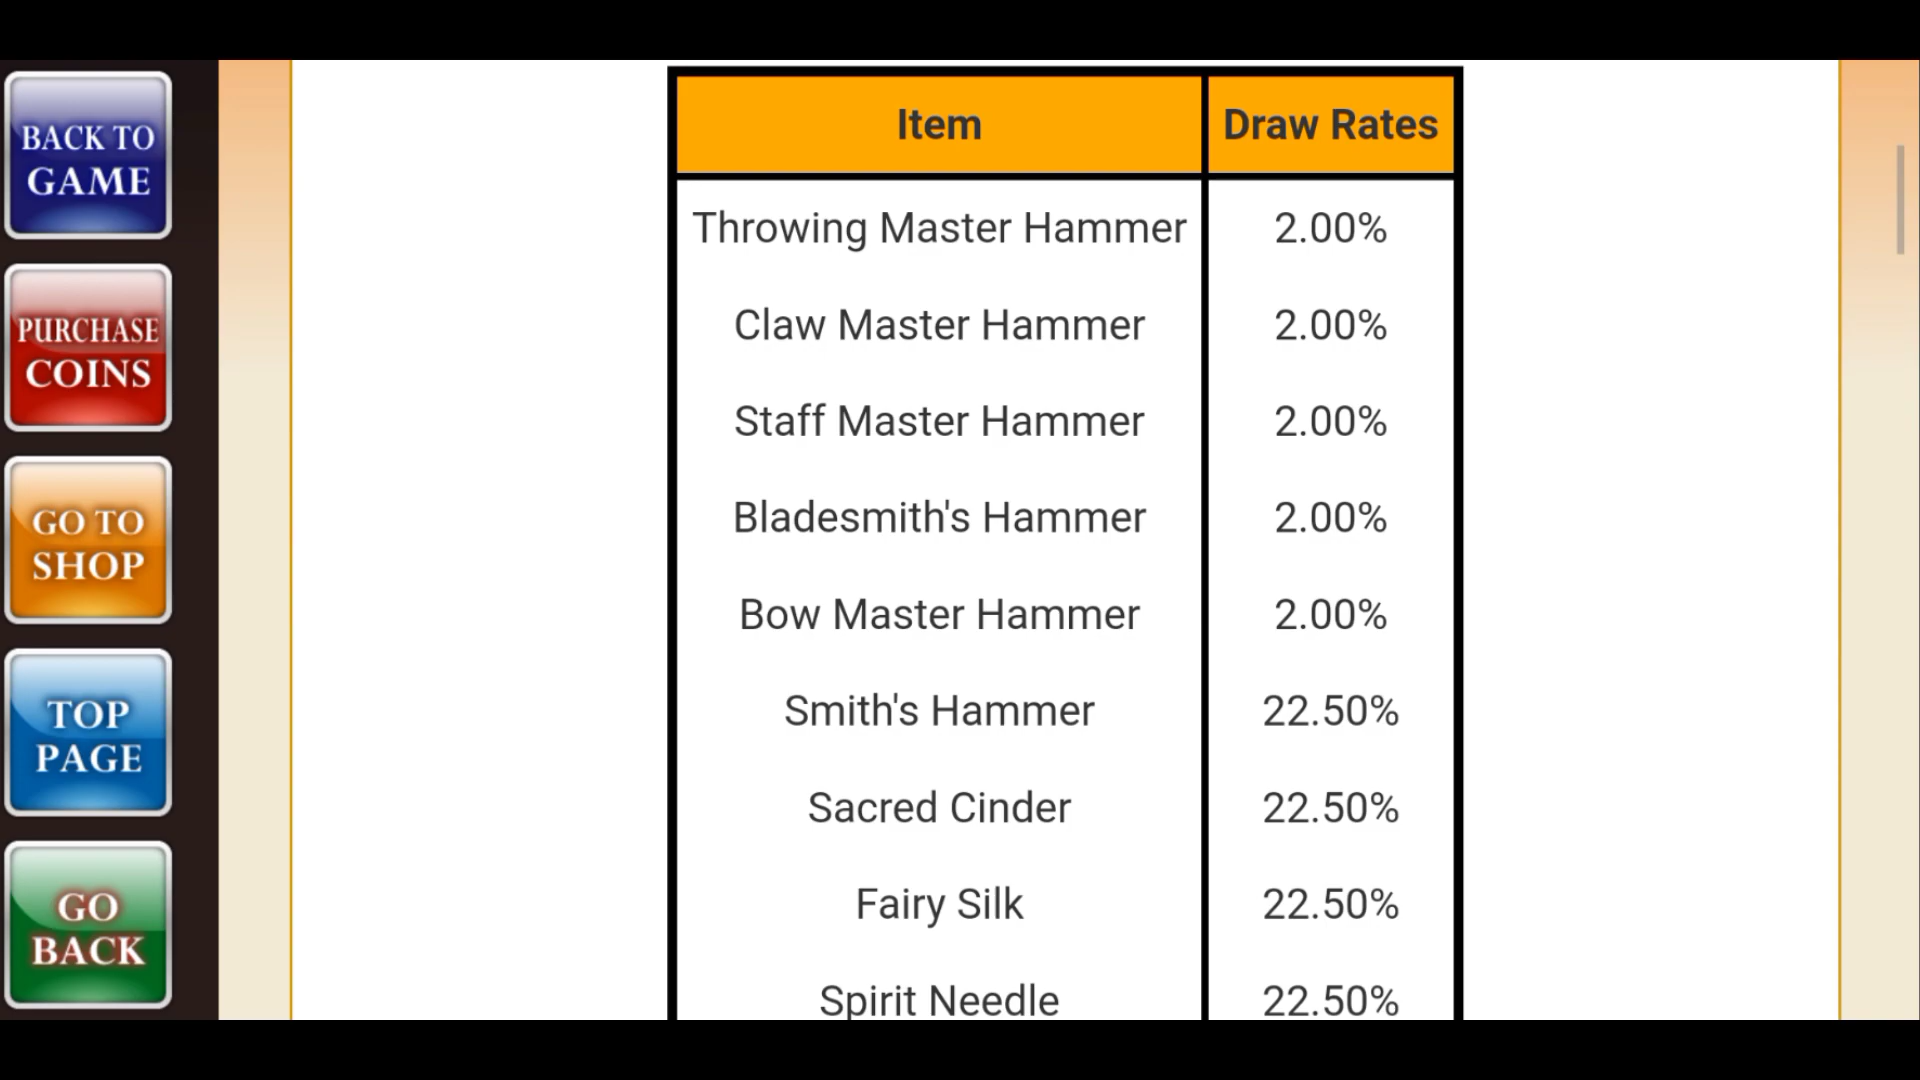 BACK TO
GAME
PURCHASE
COINS
GO TO
SHOP
TOP
PAGE
GO
BACK
Item Draw Rates
Throwing Master Hammer 2.00%
Claw Master Hammer 2.00%
Staff Master Hammer 2.00%
Bladesmith's Hammer 2.00%
Bow Master Hammer 2.00%
Smith's Hammer 22.50%
Sacred Cinder 22.50%
Fairy Silk 22.50%
Spirit Needle 22.50%